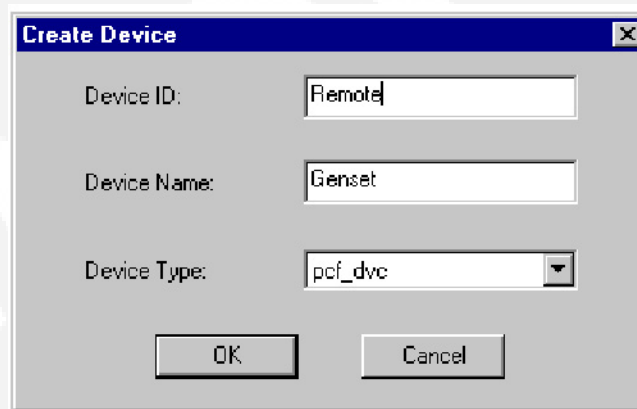 Create Device
Device ID: Remote
Device Name: Genset
Device Type: pcf_dvc
OK Cancel